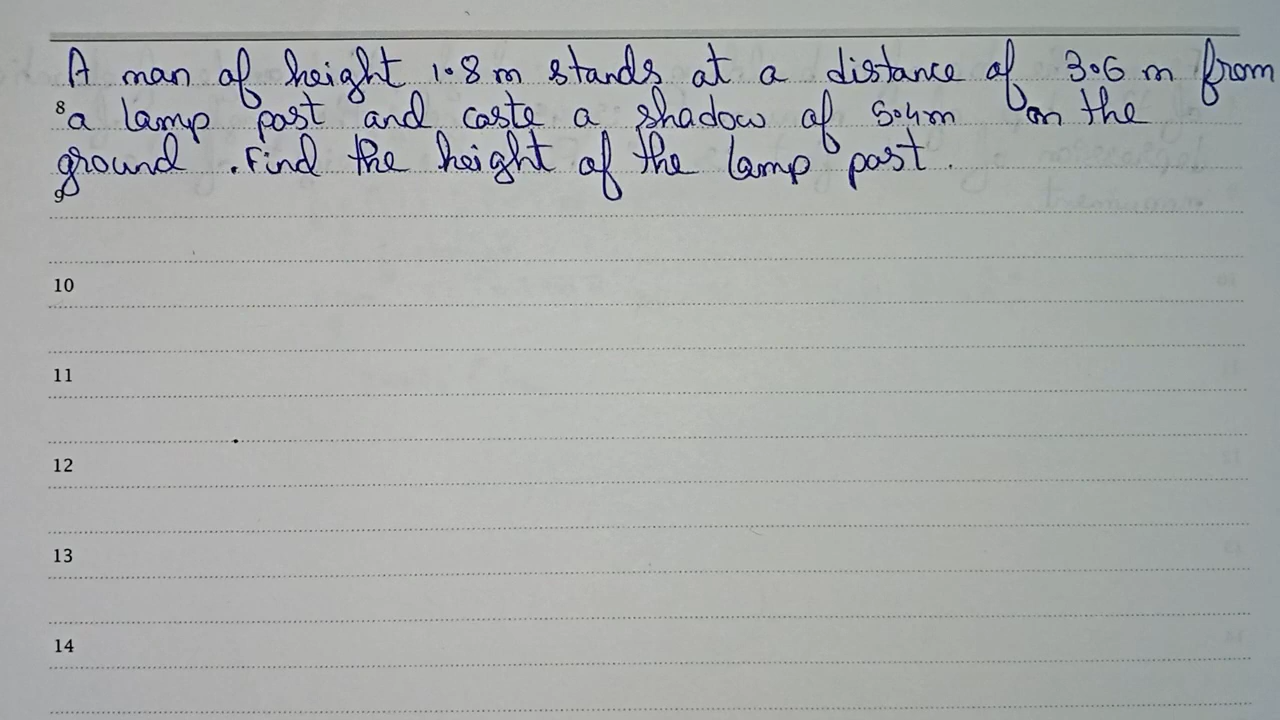 A man of height 1.8 m stands at a distance of 3.6 m from
8 a lamp post and caste a shadow of 5.4m on the
ground . Find the height of the lamp post .
9
10
11
12
13
14